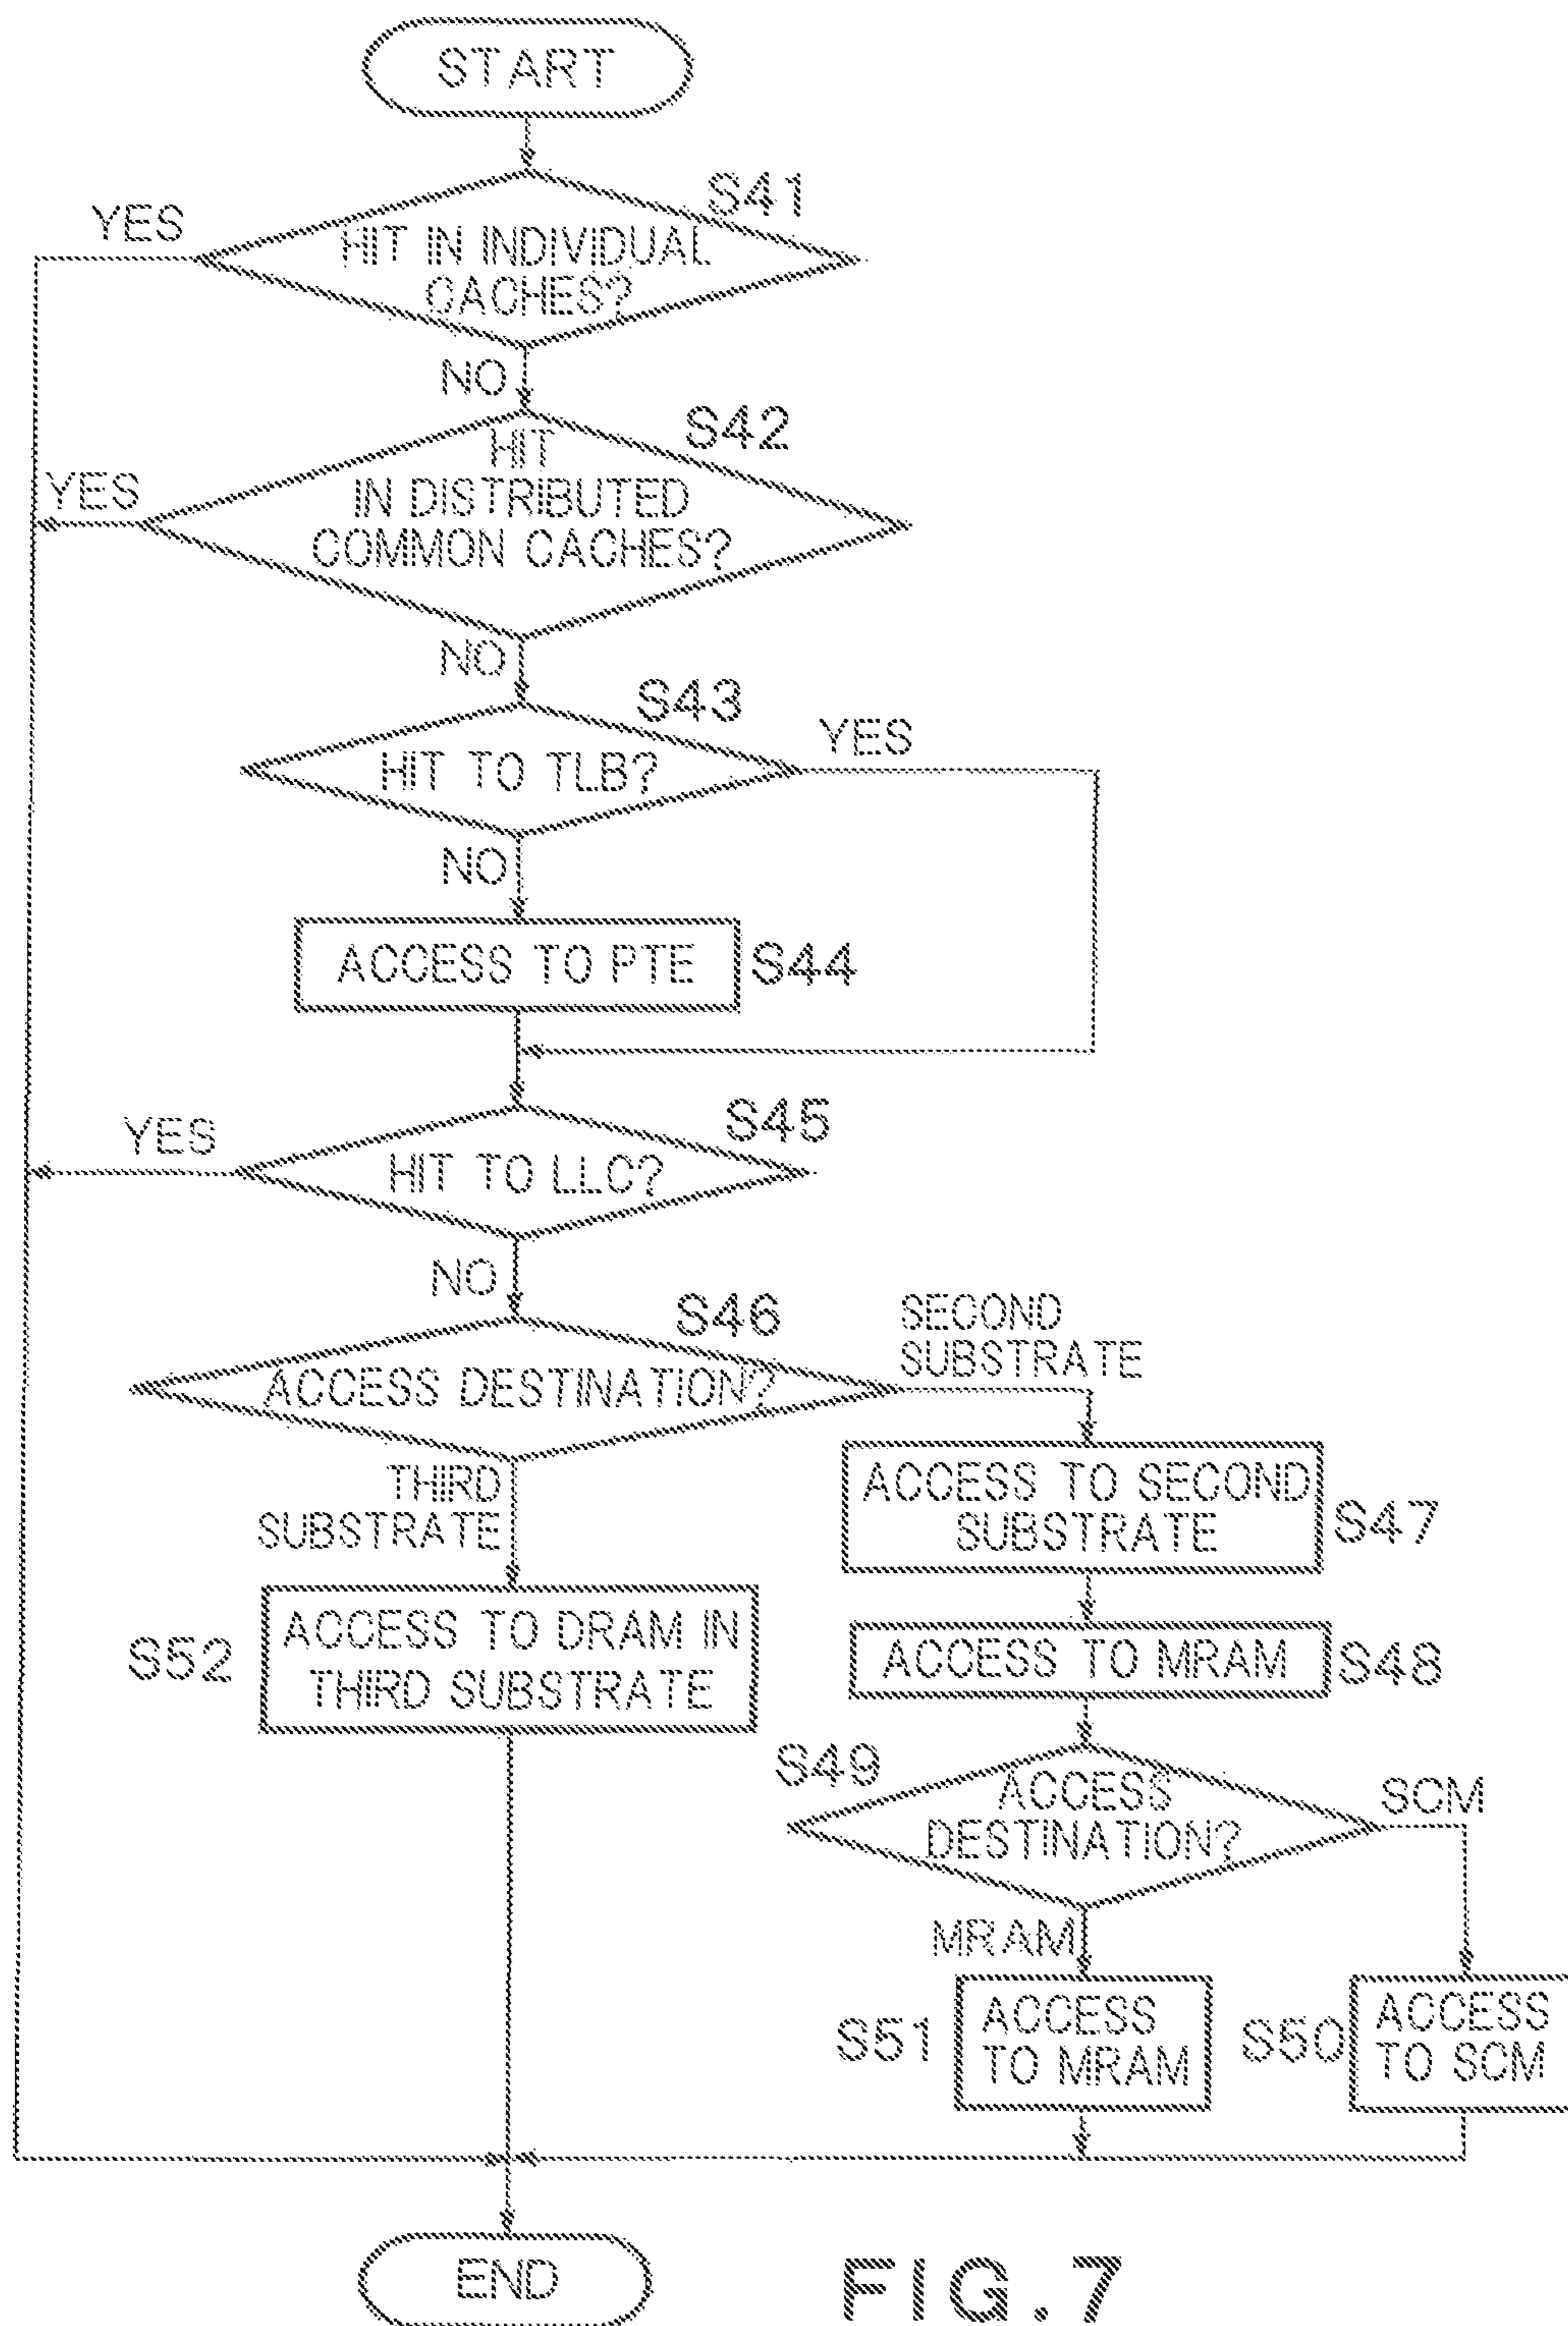 START
S41
YES
HIT IN INDIVIDUAL
CACHES?
NO
S42
HIT
YES
IN DISTRIBUTED
COMMON CACHES?
NO
S43
YES
HIT TO TLB?
NO
ACCESS TO PTE
S44
S45
YES
HIT TO LLC?
NO
S46
SECOND
SUBSTRATE
ACCESS DESTINATION?
THIRD
SUBSTRATE
ACCESS TO SECOND
SUBSTRATE
S47
S52
ACCESS TO DRAM IN
THIRD SUBSTRATE
ACCESS TO MRAM
S48
S49
ACCESS
DESTINATION?
SCM
MRAM
S51
ACCESS
TO MRAM
S50
ACCESS
TO SCM
END
FIG.7